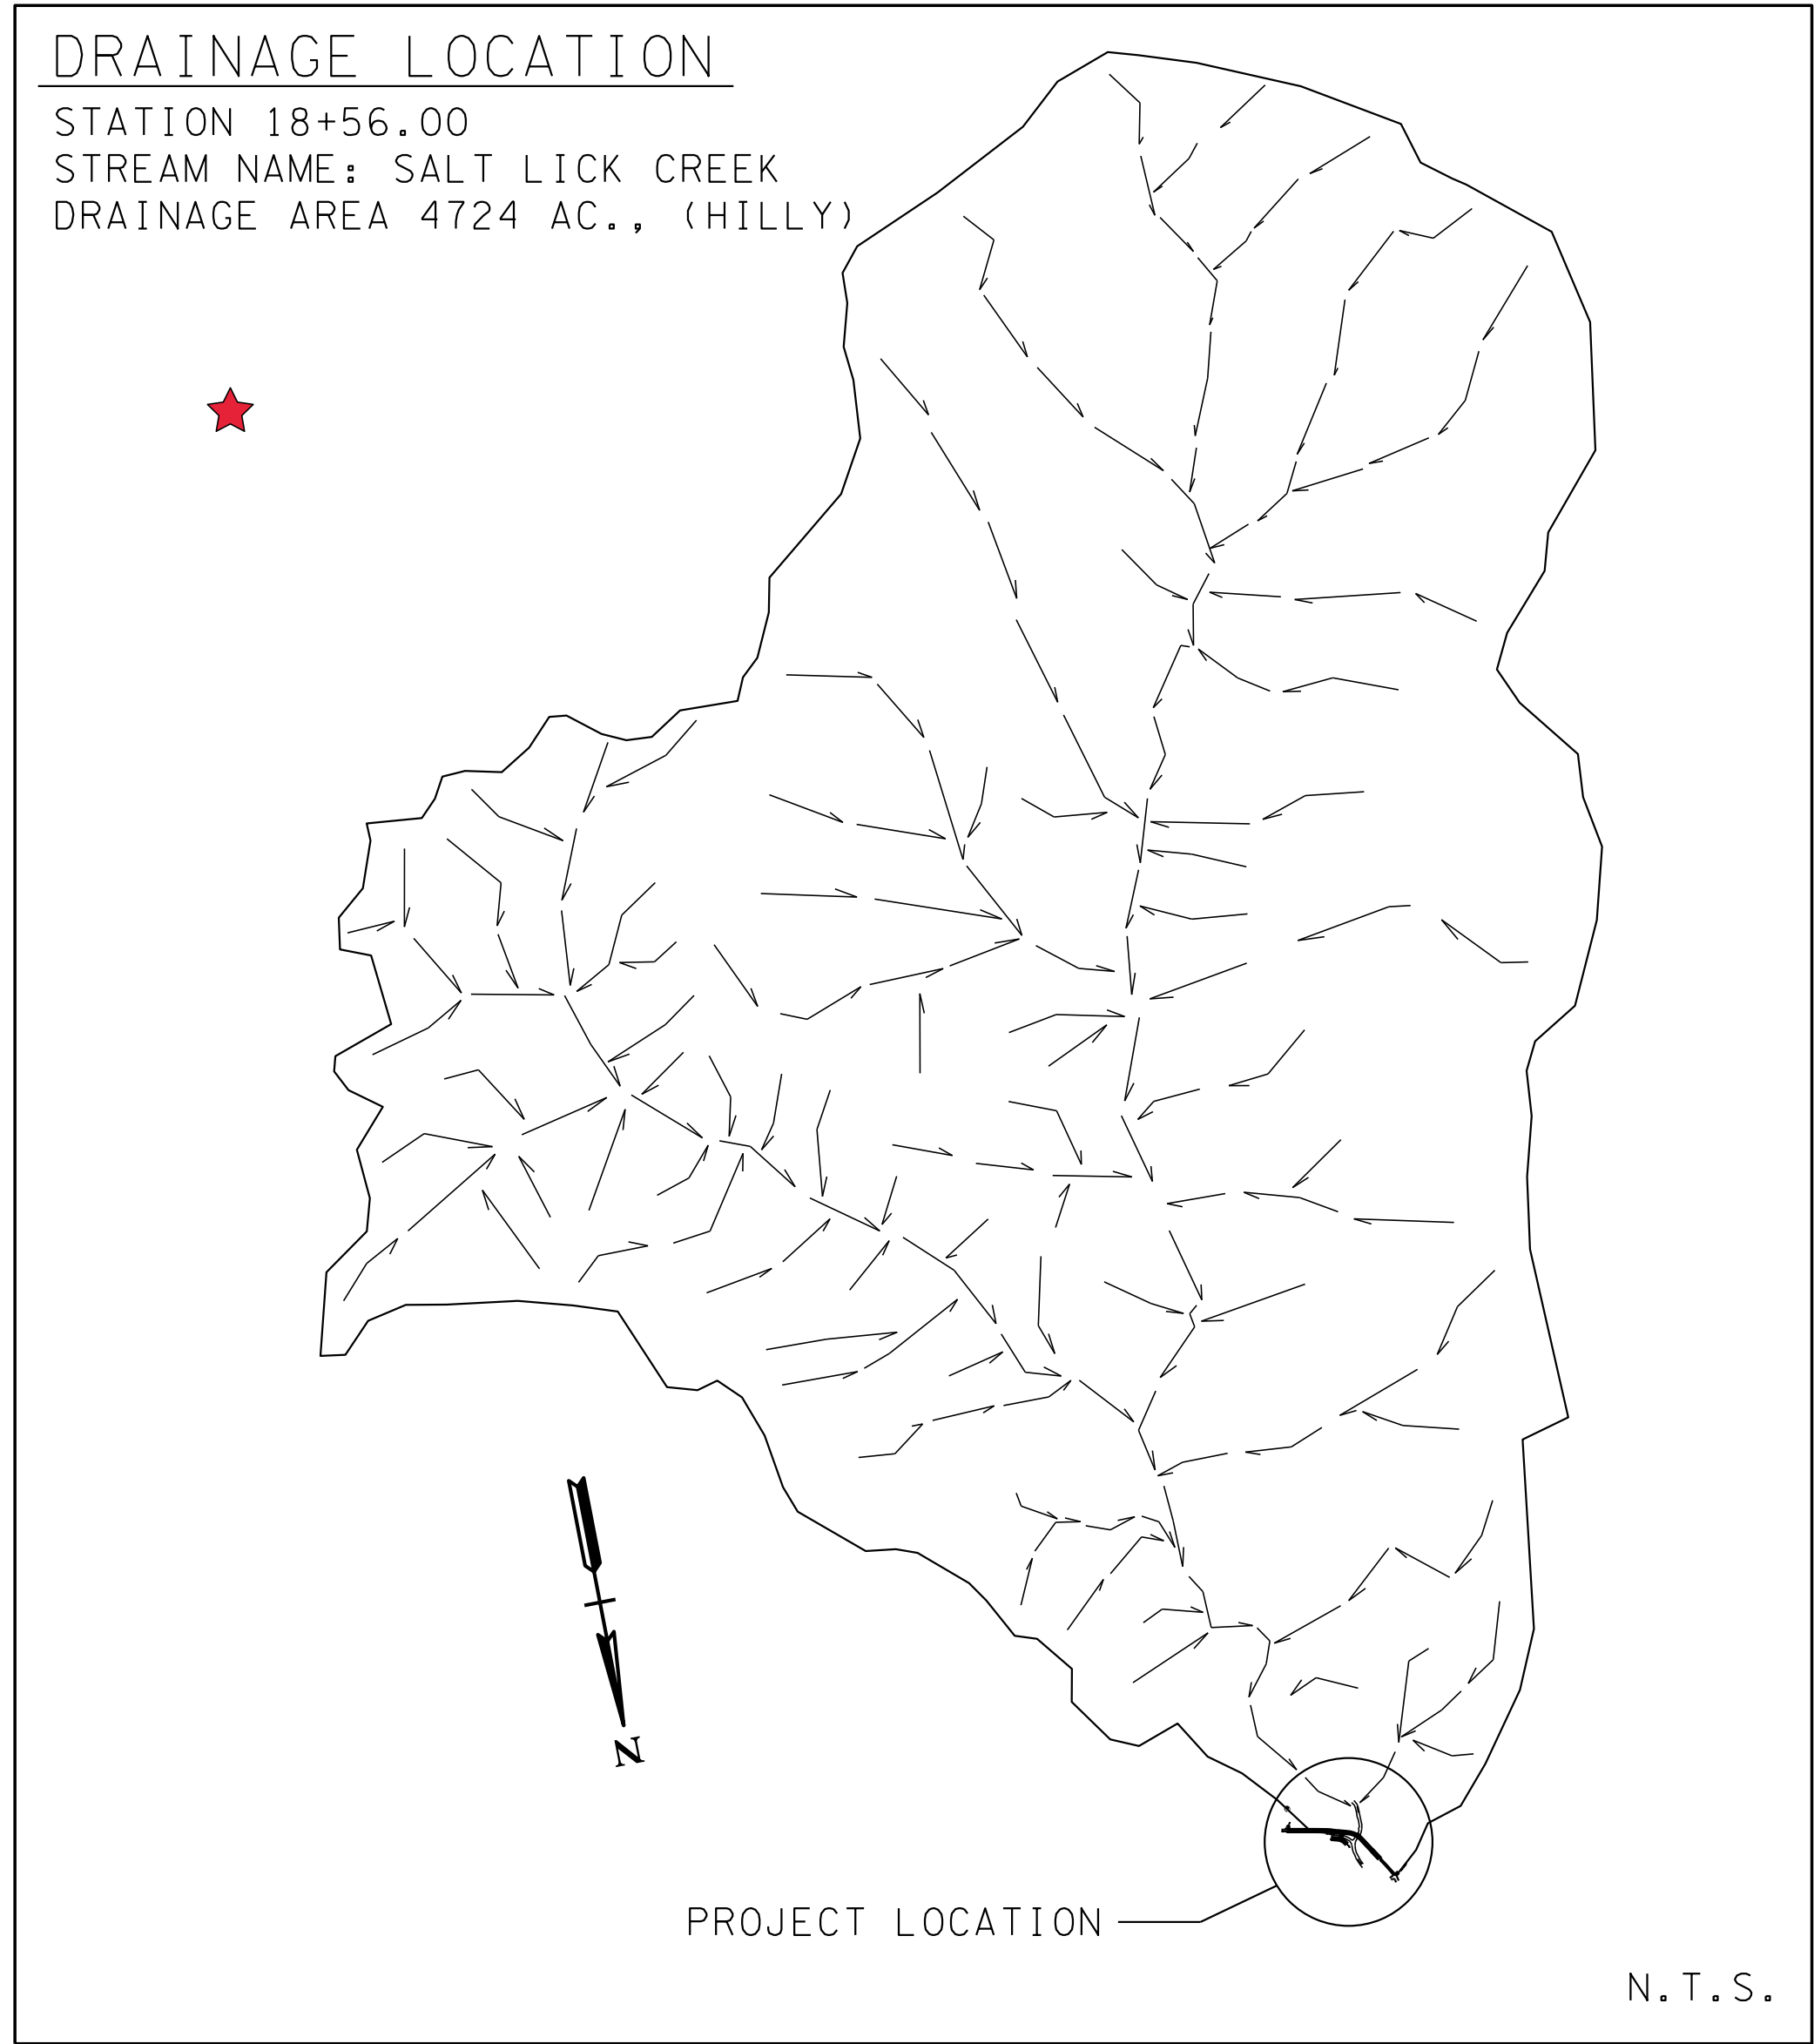 DRAINAGE LOCATION
STATION 18+56.00
STREAM NAME: SALT LICK CREEK
DRAINAGE AREA 4724 AC., (HILLY)
N
PROJECT LOCATION
N.T.S.